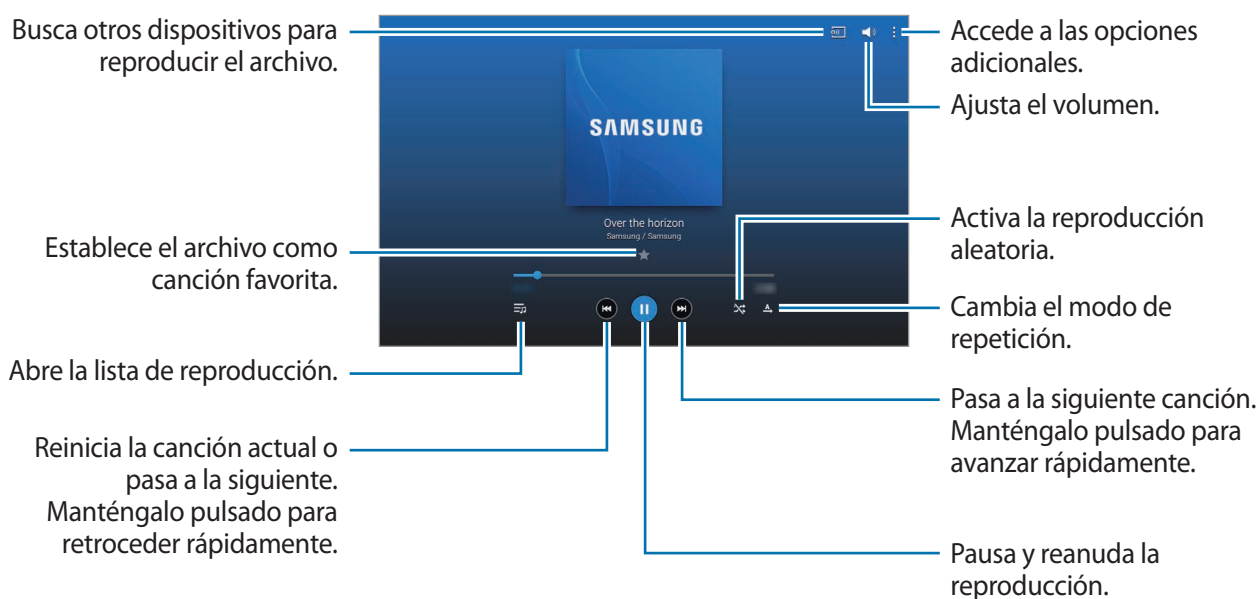 Busca otros dispositivos para
reproducir el archivo.
Establece el archivo como
canción favorita.
Abre la lista de reproducción.
Reinicia la canción actual o
pasa a la siguiente.
Manténgalo pulsado para
retroceder rápidamente.
SAMSUNG
Over the horizon
Samsung / Samsung
A
Accede a las opciones
adicionales.
Ajusta el volumen.
Activa la reproducción
aleatoria.
Cambia el modo de
repetición.
Pasa a la siguiente canción.
Manténgalo pulsado para
avanzar rápidamente.
Pausa y reanuda la
reproducción.